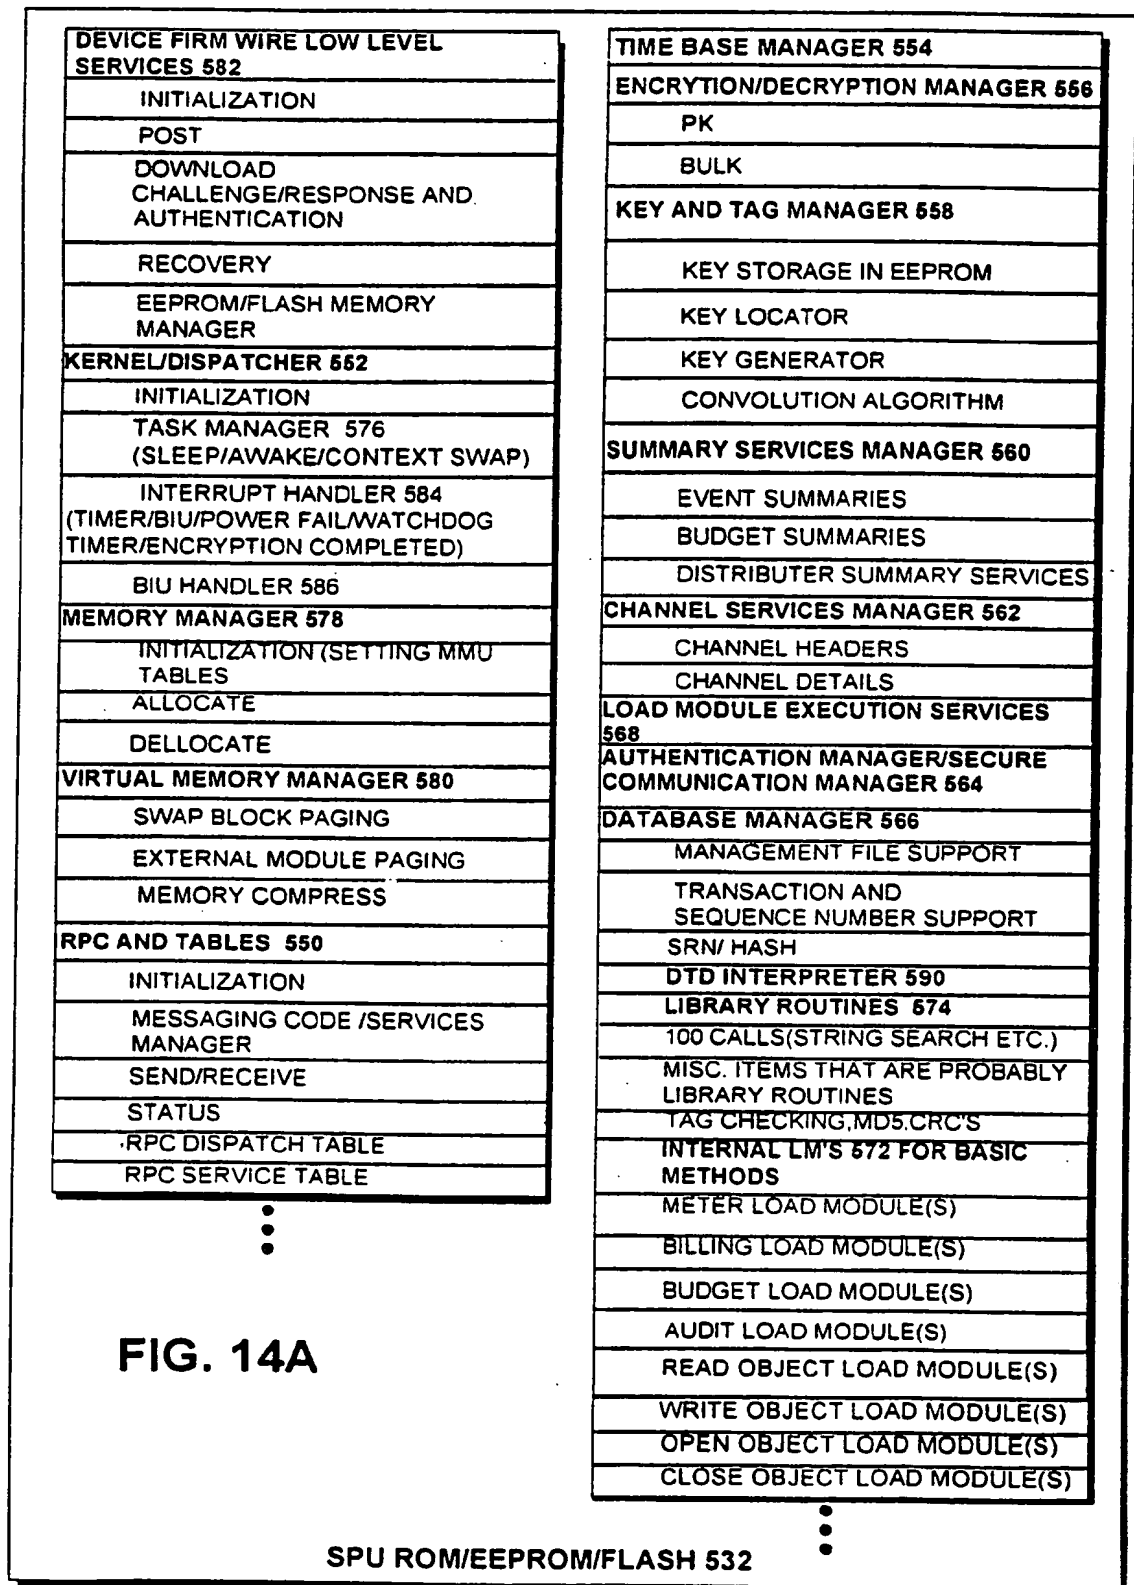 DEVICE FIRM WIRE LOW LEVEL
SERVICES 582
INITIALIZATION
POST
DOWNLOAD
CHALLENGE/RESPONSE AND
AUTHENTICATION
RECOVERY
EEPROM/FLASH MEMORY
MANAGER
KERNEL/DISPATCHER 552
INITIALIZATION
TASK MANAGER 576
(SLEEP/AWAKE/CONTEXT SWAP)
INTERRUPT HANDLER 584
(TIMER/BIU/POWER FAIL/WATCHDOG
TIMER/ENCRYPTION COMPLETED)
BIU HANDLER 586
MEMORY MANAGER 578
INITIALIZATION (SETTING MMU
TABLES
ALLOCATE
DELLOCATE
VIRTUAL MEMORY MANAGER 580
SWAP BLOCK PAGING
EXTERNAL MODULE PAGING
MEMORY COMPRESS
RPC AND TABLES 550
INITIALIZATION
MESSAGING CODE /SERVICES
MANAGER
SEND/RECEIVE
STATUS
RPC DISPATCH TABLE
RPC SERVICE TABLE
FIG. 14A
TIME BASE MANAGER 554
ENCRYTION/DECRYPTION MANAGER 556
PK
BULK
KEY AND TAG MANAGER 558
KEY STORAGE IN EEPROM
KEY LOCATOR
KEY GENERATOR
CONVOLUTION ALGORITHM
SUMMARY SERVICES MANAGER 560
EVENT SUMMARIES
BUDGET SUMMARIES
DISTRIBUTER SUMMARY SERVICES
CHANNEL SERVICES MANAGER 562
CHANNEL HEADERS
CHANNEL DETAILS
LOAD MODULE EXECUTION SERVICES
568
AUTHENTICATION MANAGER/SECURE
COMMUNICATION MANAGER 564
DATABASE MANAGER 566
MANAGEMENT FILE SUPPORT
TRANSACTION AND
SEQUENCE NUMBER SUPPORT
SRN/ HASH
DTD INTERPRETER 590
LIBRARY ROUTINES 574
100 CALLS(STRING SEARCH ETC.)
MISC. ITEMS THAT ARE PROBABLY
LIBRARY ROUTINES
TAG CHECKING,MD5,CRC'S
INTERNAL LM'S 572 FOR BASIC
METHODS
METER LOAD MODULE(S)
BILLING LOAD MODULE(S)
BUDGET LOAD MODULE(S)
AUDIT LOAD MODULE(S)
READ OBJECT LOAD MODULE(S)
WRITE OBJECT LOAD MODULE(S)
OPEN OBJECT LOAD MODULE(S)
CLOSE OBJECT LOAD MODULE(S)
SPU ROM/EEPROM/FLASH 532